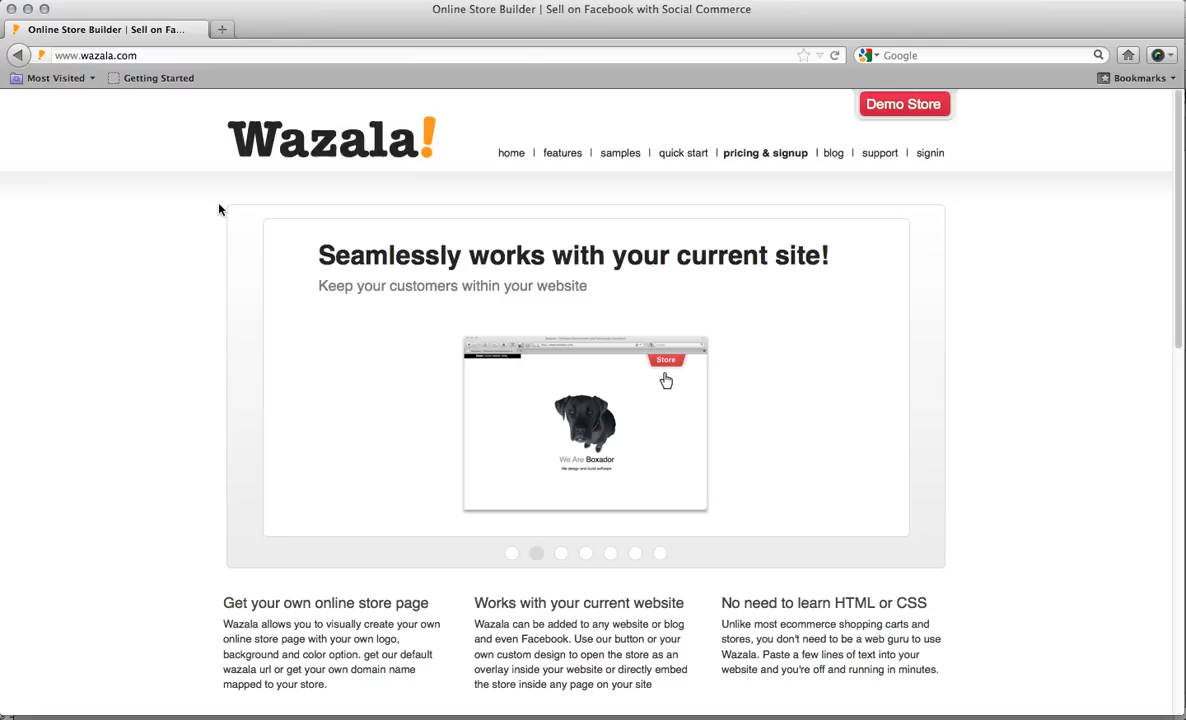 Online Store Builder | Sell on Facebook with Social Commerce
Online Store Builder | Sell on Fa...
www.wazala.com
Google
Most Visited
Getting Started
Bookmarks
Demo Store
Wazala!
home | features | samples | quick start | pricing & signup | blog | support | signin
Seamlessly works with your current site!
Keep your customers within your website
Store
We Are Boxador
We design and build software
Get your own online store page
Wazala allows you to visually create your own
online store page with your own logo,
background and color option. get our default
wazala url or get your own domain name
mapped to your store.
Works with your current website
Wazala can be added to any website or blog
and even Facebook. Use our button or your
own custom design to open the store as an
overlay inside your website or directly embed
the store inside any page on your site
No need to learn HTML or CSS
Unlike most ecommerce shopping carts and
stores, you don't need to be a web guru to use
Wazala. Paste a few lines of text into your
website and you're off and running in minutes.